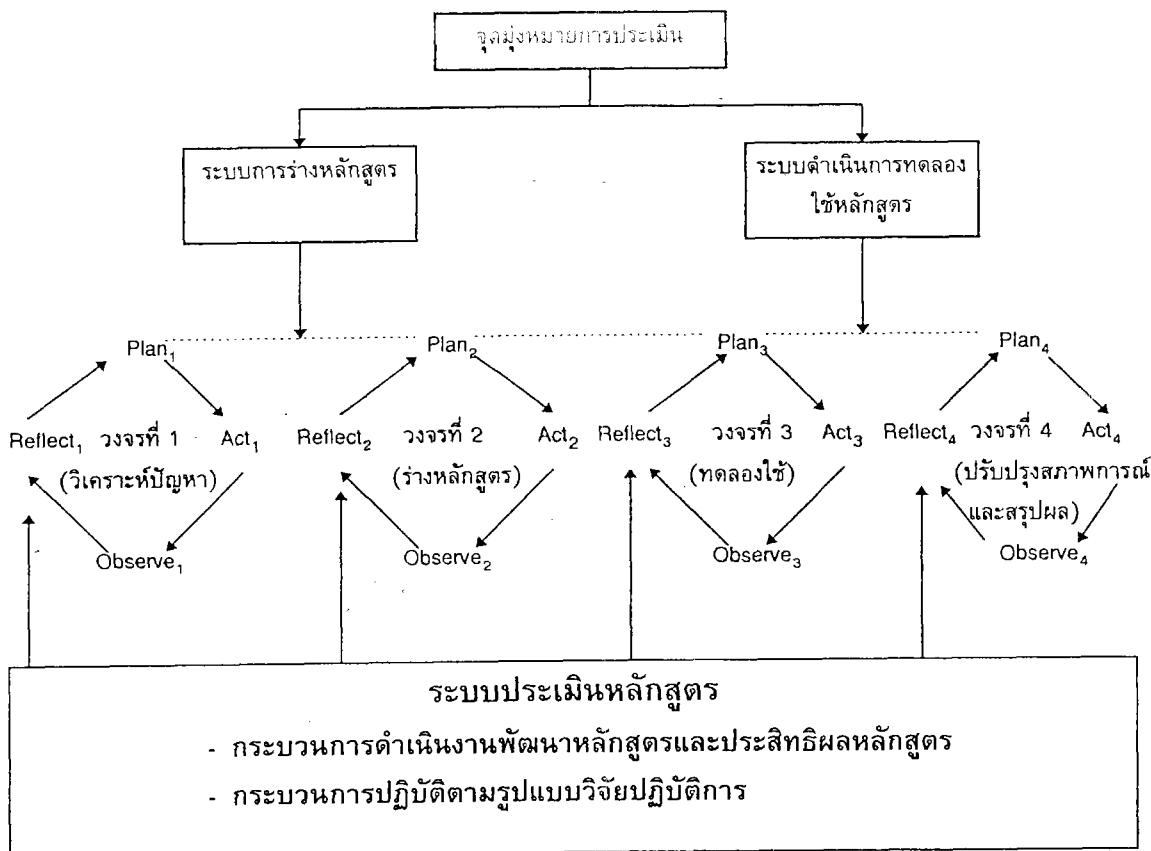 จุดมุ่งหมายการประเมิน
ระบบการร่างหลักสูตร
ระบบดำเนินการทดลอง
ใช้หลักสูตร
Plan₁ Plan₂ Plan₃ Plan₄
Reflect₁ วงจรที่ 1 Act₁ Reflect₂ วงจรที่ 2 Act₂ Reflect₃ วงจรที่ 3 Act₃ Reflect₄ วงจรที่ 4 Act₄
(วิเคราะห์ปัญหา) (ร่างหลักสูตร) (ทดลองใช้) (ปรับปรุงสภาพการณ์
และสรุปผล)
Observe₁ Observe₂ Observe₃ Observe₄
ระบบประเมินหลักสูตร
- กระบวนการดำเนินงานพัฒนาหลักสูตรและประสิทธิผลหลักสูตร
- กระบวนการปฏิบัติตามรูปแบบวิจัยปฏิบัติการ